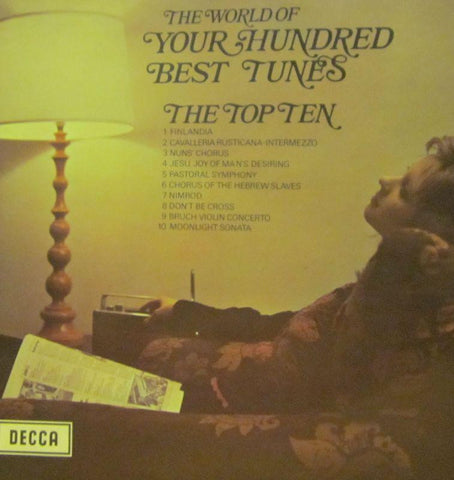 THE WORLD OF
YOUR HUNDRED
BEST TUNES
THE TOP TEN
1 FINLANDIA
2 CAVALLERIA RUSTICANA-INTERMEZZO
3 NUNS' CHORUS
4 JESU JOY OF MAN'S DESIRING
5 PASTORAL SYMPHONY
6 CHORUS OF THE HEBREW SLAVES
7 NIMROD
8 DON'T BE CROSS
9 BRUCH VIOLIN CONCERTO
10 MOONLIGHT SONATA
DECCA